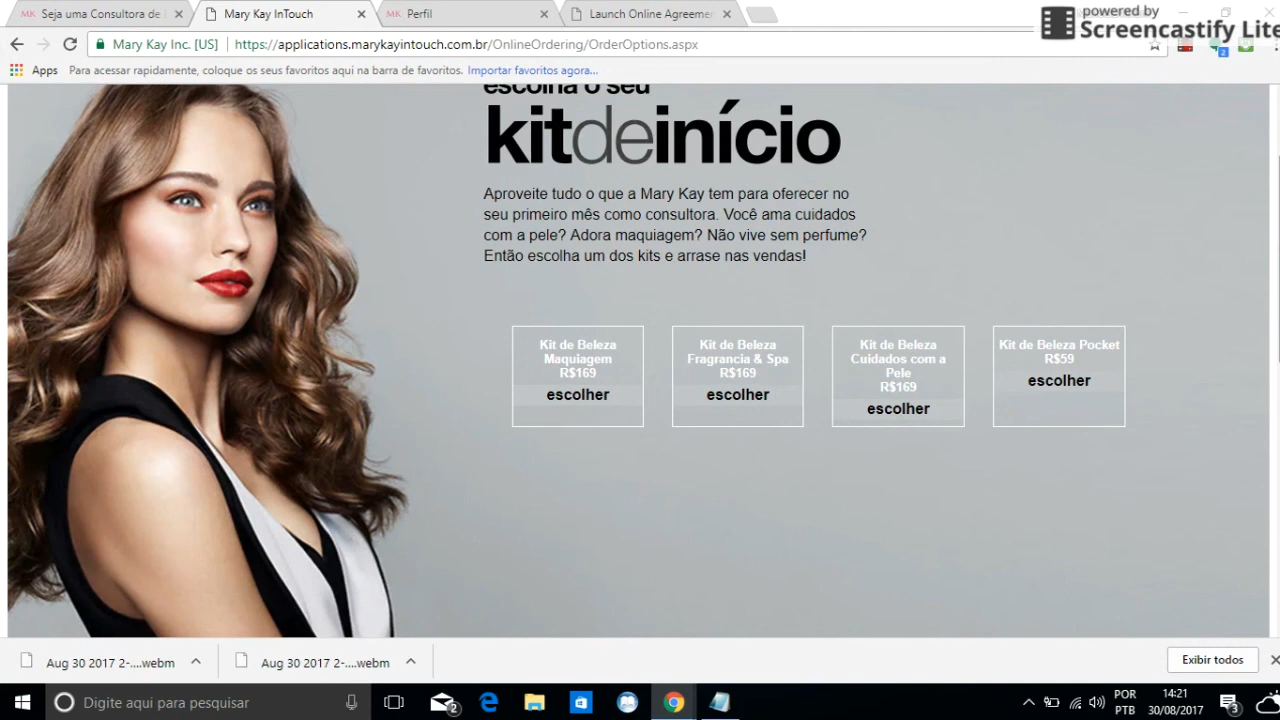 powered by
Screencastify Lite
Seja uma Consultora de
Mary Kay InTouch
Perfil
Launch Online Agreemen
Mary Kay Inc. [US]
https://applications.marykayintouch.com.br/OnlineOrdering/OrderOptions.aspx
2
Apps
Para acessar rapidamente, coloque os seus favoritos aqui na barra de favoritos.
Importar favoritos agora...
escolha o seu
kitdeinício
Aproveite tudo o que a Mary Kay tem para oferecer no
seu primeiro mês como consultora. Você ama cuidados
com a pele? Adora maquiagem? Não vive sem perfume?
Então escolha um dos kits e arrase nas vendas!
Kit de Beleza
Maquiagem
R$169
escolher
Kit de Beleza
Fragrancia & Spa
R$169
escolher
Kit de Beleza
Cuidados com a
Pele
R$169
escolher
Kit de Beleza Pocket
R$59
escolher
Aug 30 2017 2-....webm
Aug 30 2017 2-....webm
Exibir todos
Digite aqui para pesquisar
2
POR
PTB
14:21
30/08/2017
3